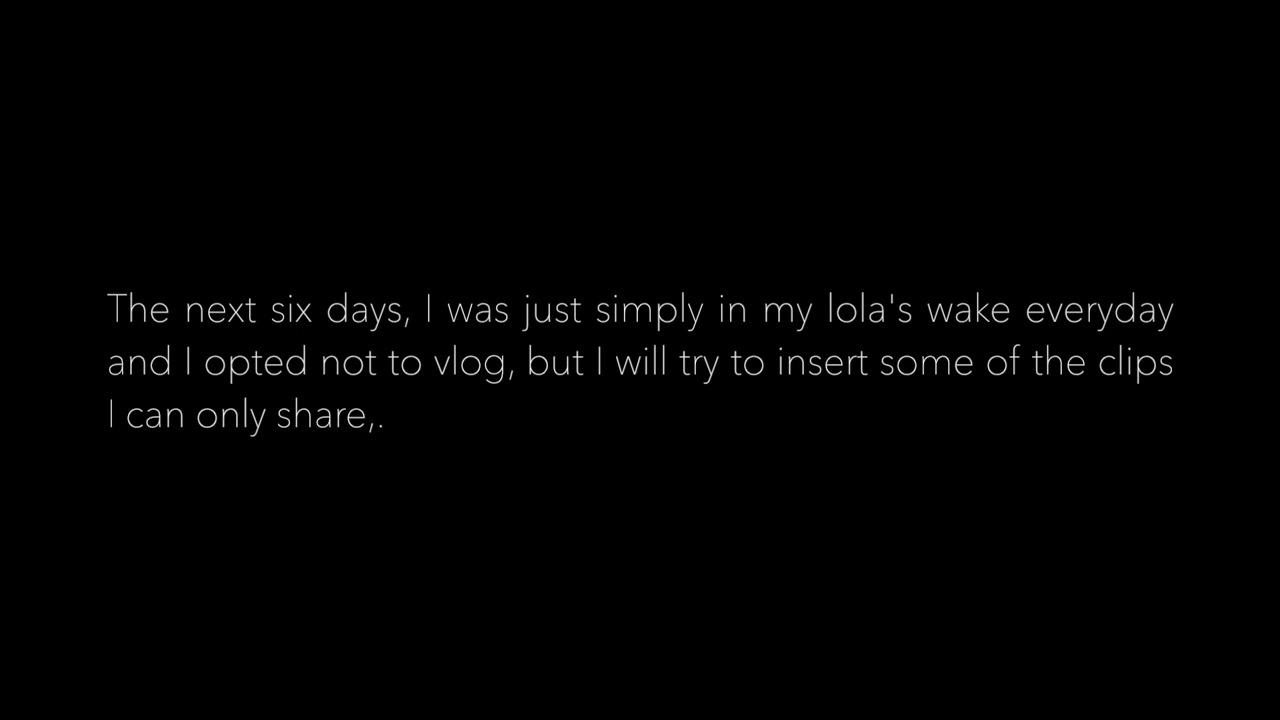 The next six days, I was just simply in my lola's wake everyday
and I opted not to vlog, but I will try to insert some of the clips
I can only share,.